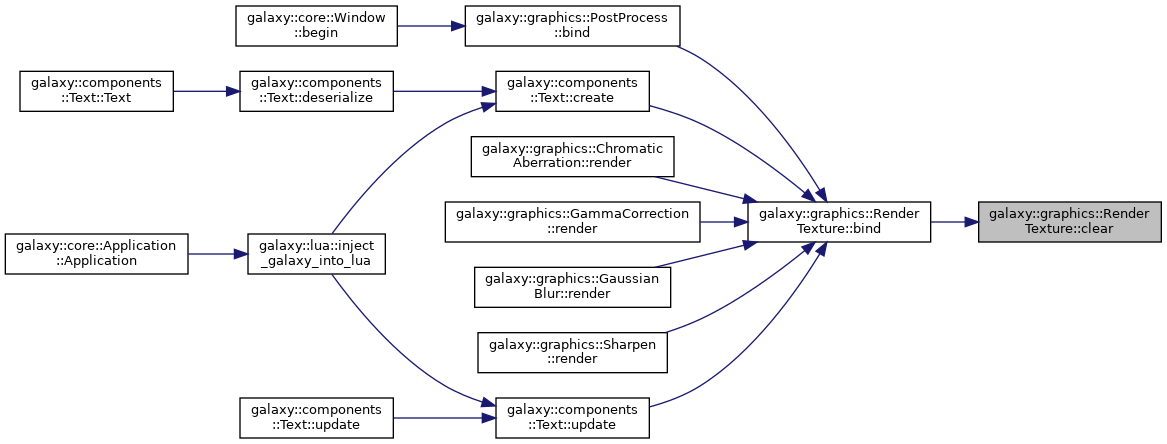 galaxy::core::Window
::begin
galaxy::graphics::PostProcess
::bind
galaxy::components
::Text::Text
galaxy::components
::Text::deserialize
galaxy::components
::Text::create
galaxy::graphics::Chromatic
Aberration::render
galaxy::graphics::GammaCorrection
::render
galaxy::graphics::Render
Texture::bind
galaxy::graphics::Render
Texture::clear
galaxy::core::Application
::Application
galaxy::lua::inject
_galaxy_into_lua
galaxy::graphics::Gaussian
Blur::render
galaxy::graphics::Sharpen
::render
galaxy::components
::Text::update
galaxy::components
::Text::update